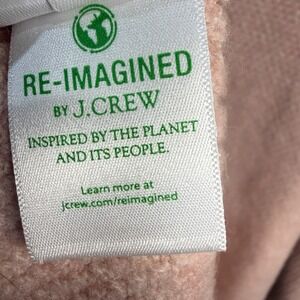 RE-IMAGINED
BY J.CREW
INSPIRED BY THE PLANET
AND ITS PEOPLE.
Learn more at
jcrew.com/reimagined